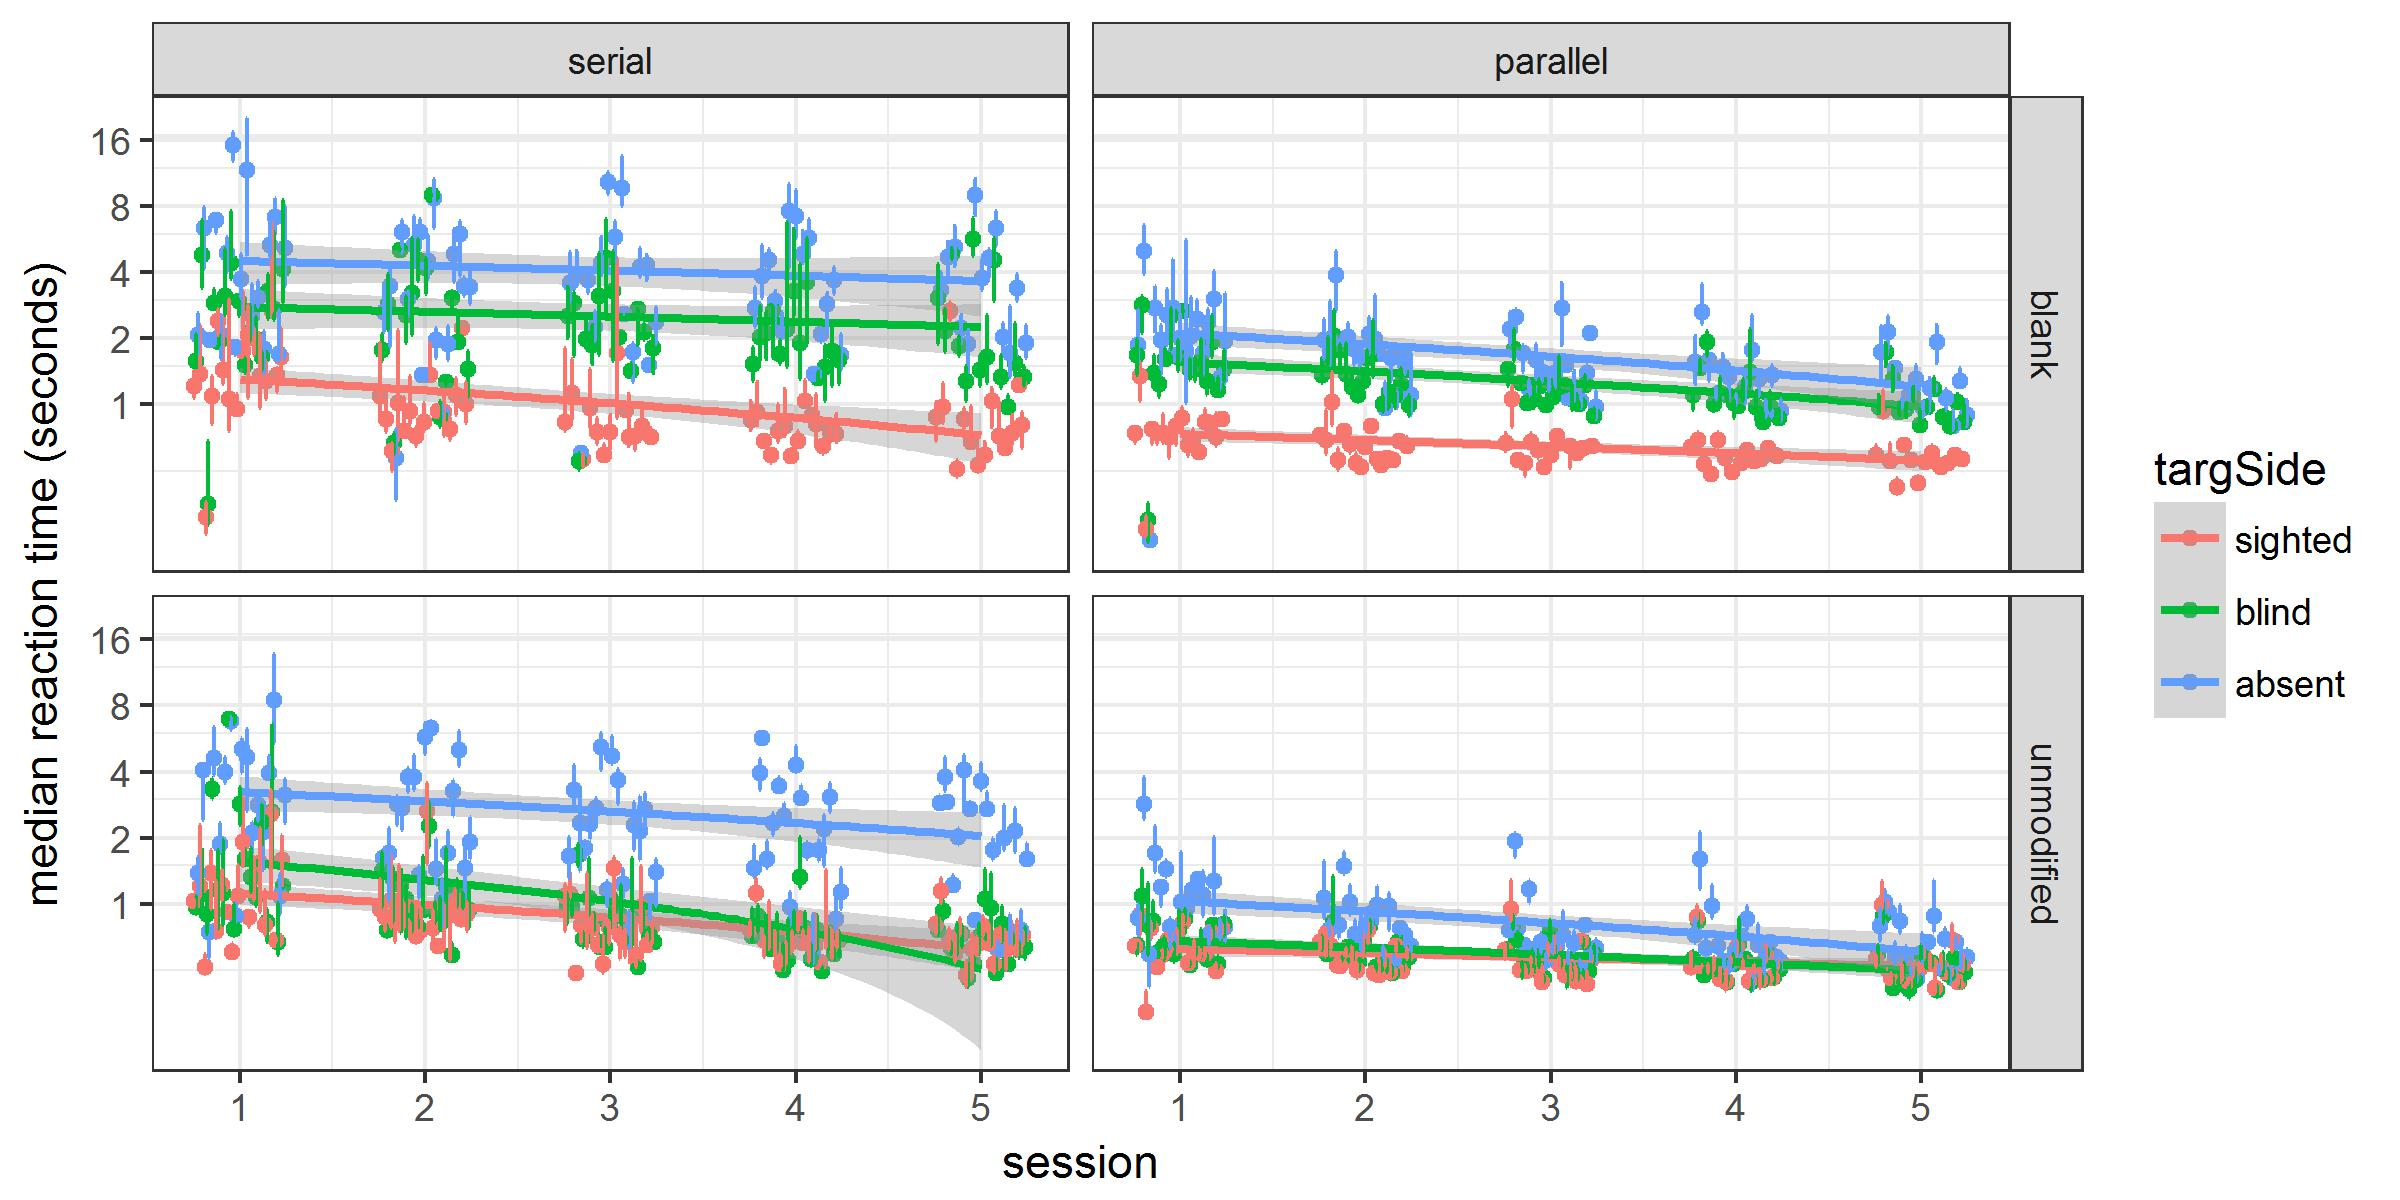 serial
parallel
median reaction time (seconds)
16
8
4
2
1
blank
16
8
4
2
1
unmodified
1
2
3
4
5
1
2
3
4
5
session
targSide
sighted
blind
absent